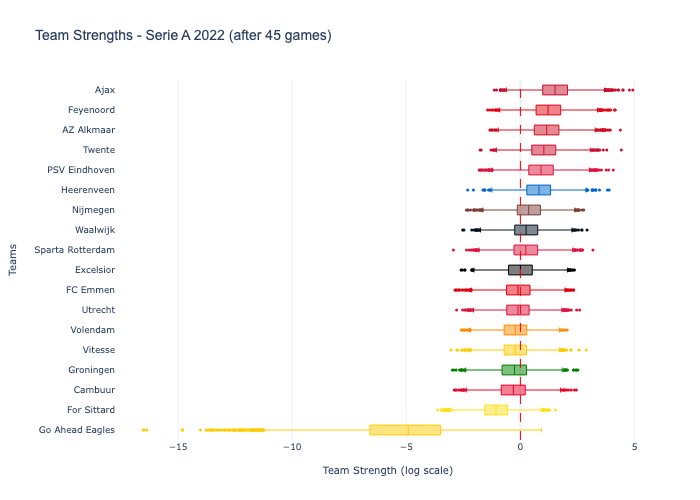 Team Strengths - Serie A 2022 (after 45 games)
Ajax
Feyenoord
AZ Alkmaar
Twente
PSV Eindhoven
Heerenveen
Nijmegen
Waalwijk
Sparta Rotterdam
Excelsior
FC Emmen
Utrecht
Volendam
Vitesse
Groningen
Cambuur
For Sittard
Go Ahead Eagles
Teams
−15 −10 −5 0 5
Team Strength (log scale)